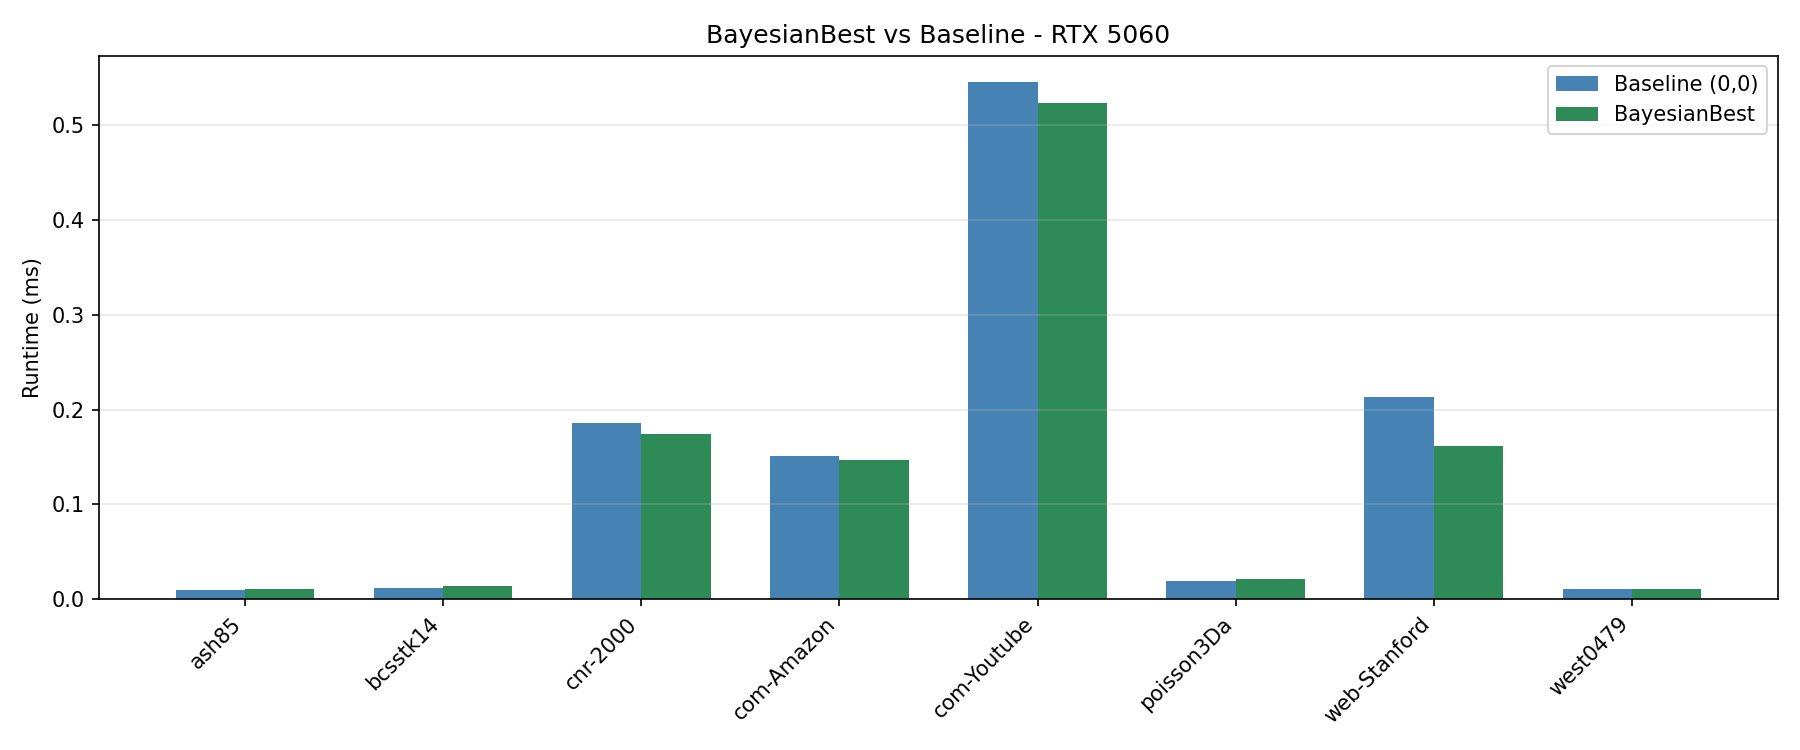 BayesianBest vs Baseline - RTX 5060
Baseline (0,0)
BayesianBest
Runtime (ms)
0.5
0.4
0.3
0.2
0.1
0.0
ash85
bcsstk14
cnr-2000
com-Amazon
com-Youtube
poisson3Da
web-Stanford
west0479